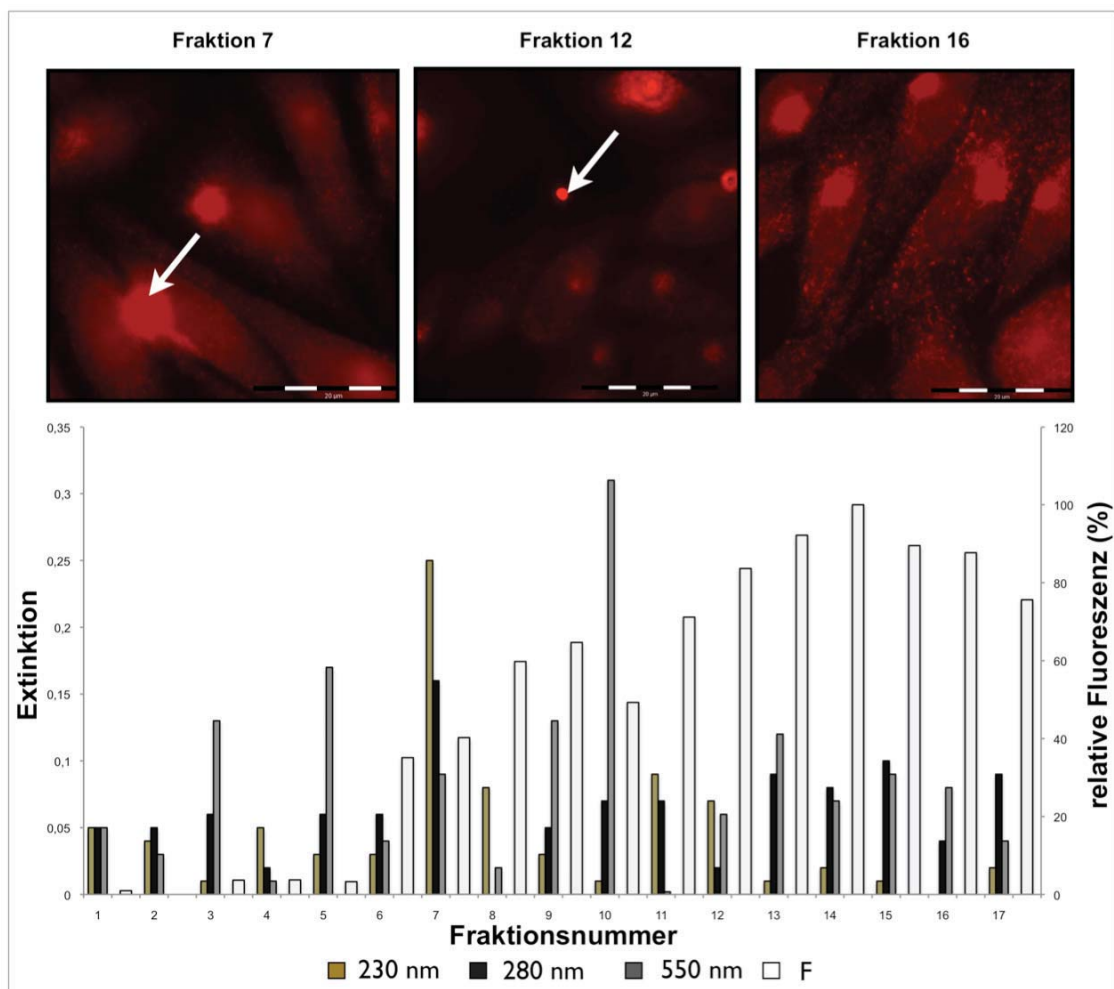 Fraktion 7
Fraktion 12
Fraktion 16
20 µm
20 µm
20 µm
0,35
0,3
0,25
0,2
0,15
0,1
0,05
0
Extinktion
120
100
80
60
40
20
0
relative Fluoreszenz (%)
1 2 3 4 5 6 7 8 9 10 11 12 13 14 15 16 17
Fraktionsnummer
230 nm 280 nm 550 nm F